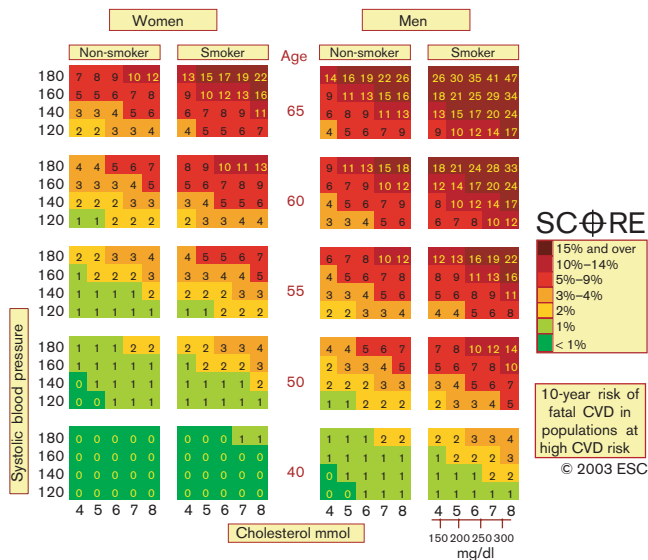 Women Men
Non-smoker Smoker Age Non-smoker Smoker
180 7 8 9 10 12 13 15 17 19 22 14 16 19 22 26 26 30 35 41 47
160 5 5 6 7 8 9 10 12 13 16 9 11 13 15 16 18 21 25 29 34
65
140 3 3 4 5 6 6 7 8 9 11 6 8 9 11 13 13 15 17 20 24
120 2 2 3 3 4 4 5 5 6 7 4 5 6 7 9 9 10 12 14 17
180 4 4 5 6 7 8 9 10 11 13 9 11 13 15 18 18 21 24 28 33
160 3 3 3 4 5 5 6 7 8 9 6 7 9 10 12 12 14 17 20 24
60
140 2 2 2 3 3 3 4 5 5 6 4 5 6 7 9 8 10 12 14 17
120 1 1 2 2 2 2 3 3 4 4 3 3 4 5 6 6 7 8 10 12
180 2 2 3 3 4 4 5 5 6 7 6 7 8 10 12 12 13 16 19 22
160 1 2 2 2 3 3 3 4 4 5 4 5 6 7 8 8 9 11 13 16
55
140 1 1 1 1 2 2 2 2 3 3 3 3 4 5 6 5 6 8 9 11
120 1 1 1 1 1 1 1 2 2 2 2 2 3 3 4 4 4 5 6 8
180 1 1 1 2 2 2 2 3 3 4 4 4 5 6 7 7 8 10 12 14
160 1 1 1 1 1 1 2 2 2 3 2 3 3 4 5 5 6 7 8 10
50
140 0 1 1 1 1 1 1 1 1 2 2 2 2 3 3 3 4 5 6 7
120 0 0 1 1 1 1 1 1 1 1 1 1 2 2 2 2 3 3 4 5
180 0 0 0 0 0 0 0 0 1 1 1 1 1 2 2 2 2 3 3 4
160 0 0 0 0 0 0 0 0 0 0 1 1 1 1 1 1 2 2 2 3
40
140 0 0 0 0 0 0 0 0 0 0 0 1 1 1 1 1 1 1 2 2
120 0 0 0 0 0 0 0 0 0 0 0 0 1 1 1 1 1 1 1 1
4 5 6 7 8 4 5 6 7 8 4 5 6 7 8 4 5 6 7 8
Cholesterol mmol
150 200 250 300
mg/dl
Systolic blood pressure
SCORE
15% and over
10%–14%
5%–9%
3%–4%
2%
1%
< 1%
10-year risk of
fatal CVD in
populations at
high CVD risk
© 2003 ESC